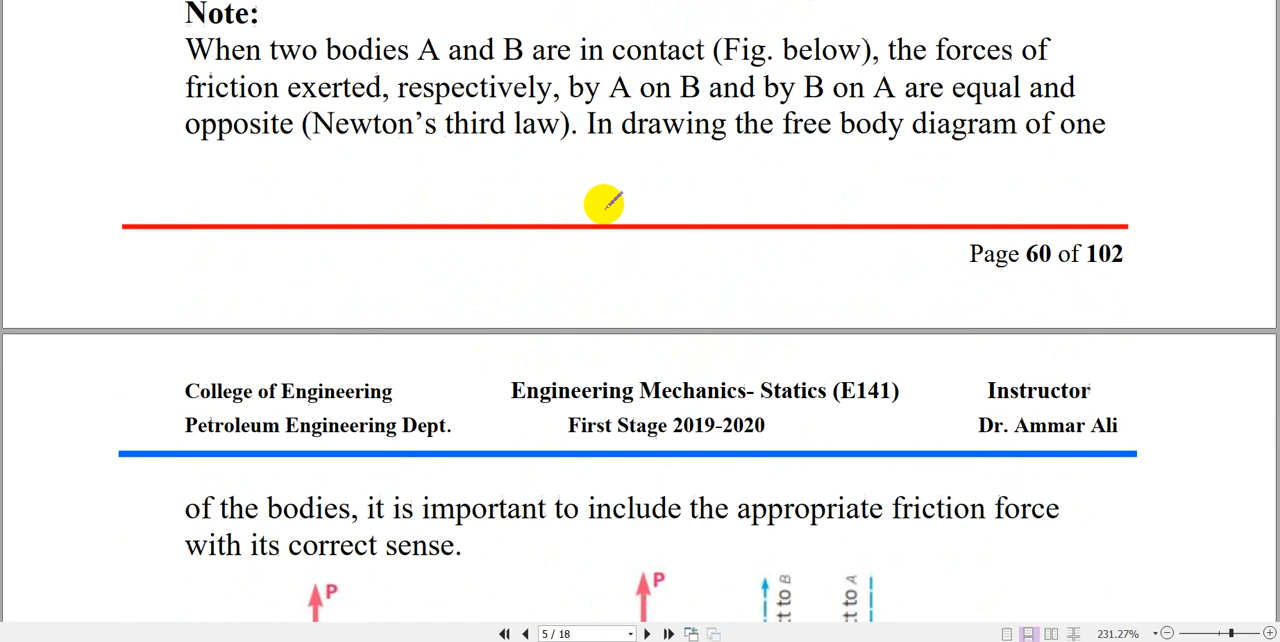 Note:
When two bodies A and B are in contact (Fig. below), the forces of
friction exerted, respectively, by A on B and by B on A are equal and
opposite (Newton's third law). In drawing the free body diagram of one
Page 60 of 102
College of Engineering Engineering Mechanics- Statics (E141) Instructor
Petroleum Engineering Dept. First Stage 2019-2020 Dr. Ammar Ali
of the bodies, it is important to include the appropriate friction force
with its correct sense.
P P
to B
to A
5 / 18
231.27%